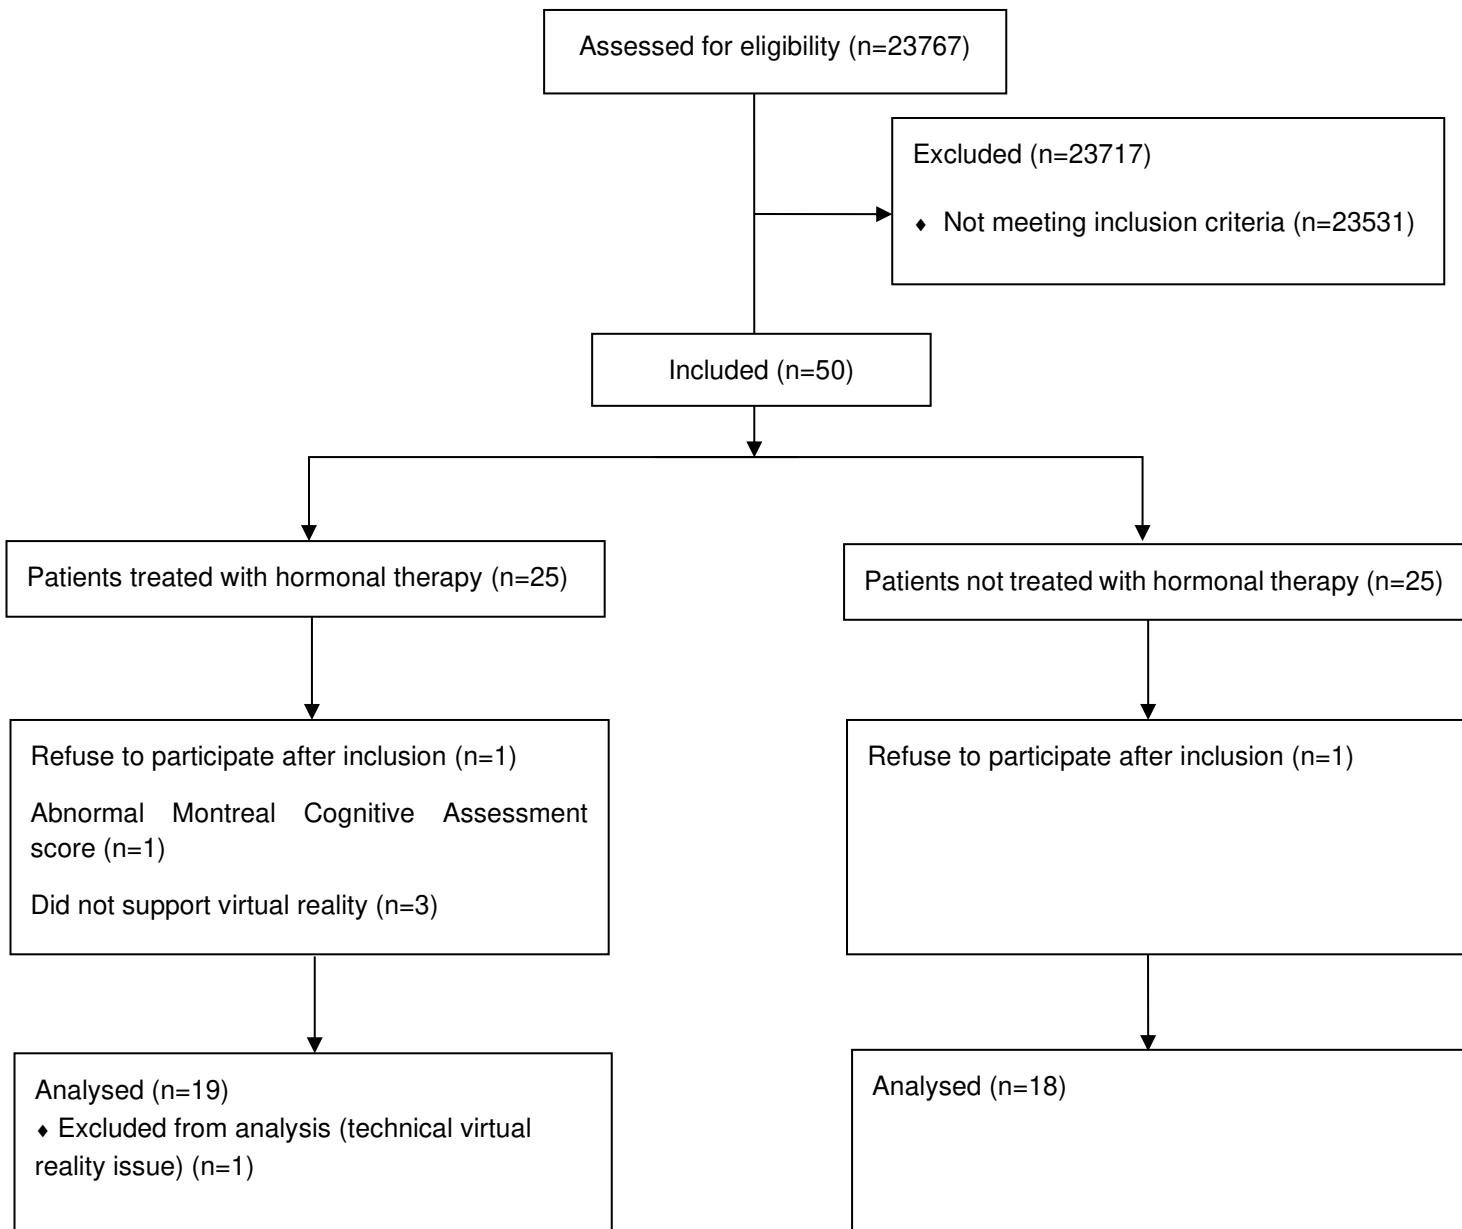 Assessed for eligibility (n=23767)
Excluded (n=23717)
♦ Not meeting inclusion criteria (n=23531)
Included (n=50)
Patients treated with hormonal therapy (n=25)
Patients not treated with hormonal therapy (n=25)
Refuse to participate after inclusion (n=1)
Abnormal Montreal Cognitive Assessment
score (n=1)
Did not support virtual reality (n=3)
Refuse to participate after inclusion (n=1)
Analysed (n=19)
♦ Excluded from analysis (technical virtual
reality issue) (n=1)
Analysed (n=18)